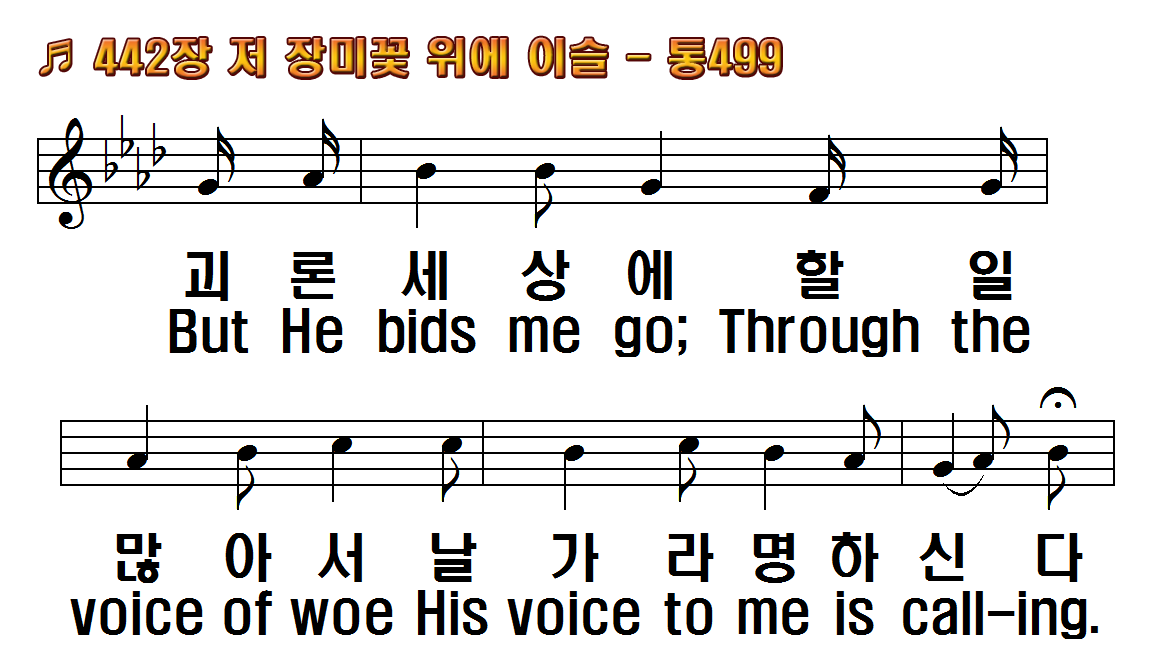 442장 저 장미꽃 위에 이슬 - 통499
괴 론 세 상 에 할 일
But He bids me go; Through the
많 아 서 날 가 라 명 하 신 다
voice of woe His voice to me is call-ing.